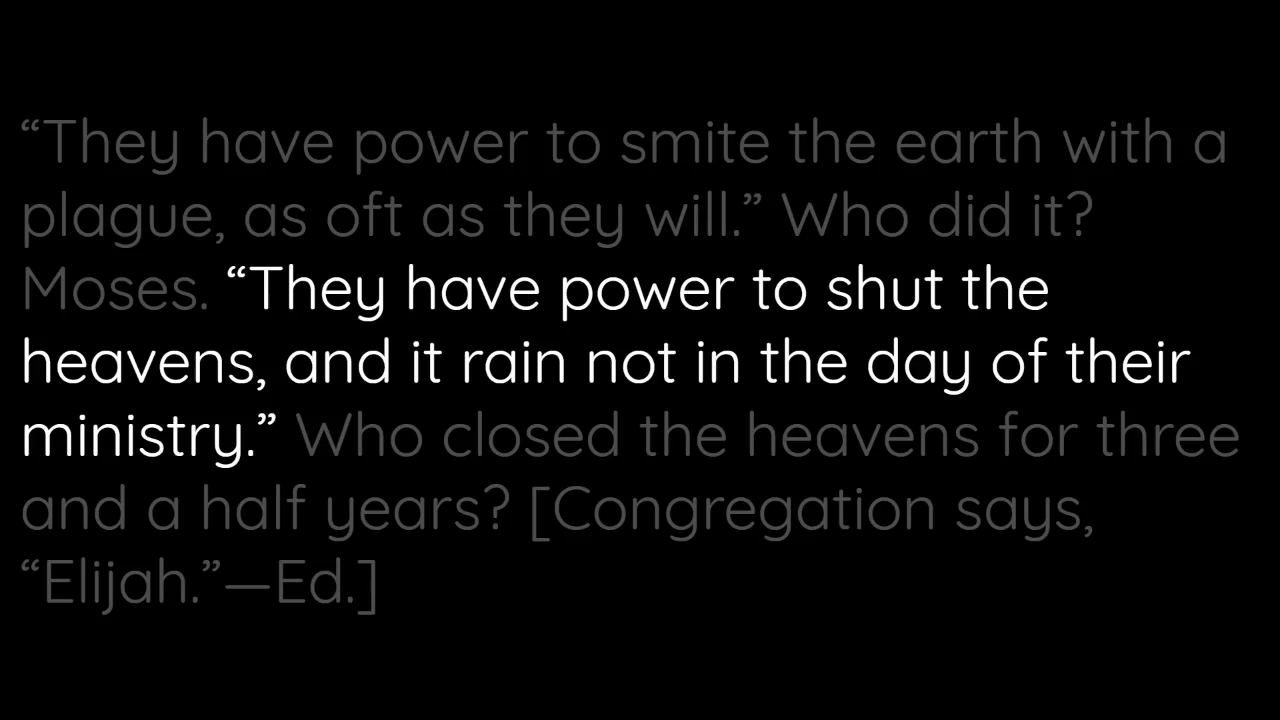 “They have power to smite the earth with a
plague, as oft as they will.” Who did it?
Moses. “They have power to shut the
heavens, and it rain not in the day of their
ministry.” Who closed the heavens for three
and a half years? [Congregation says,
“Elijah.”—Ed.]